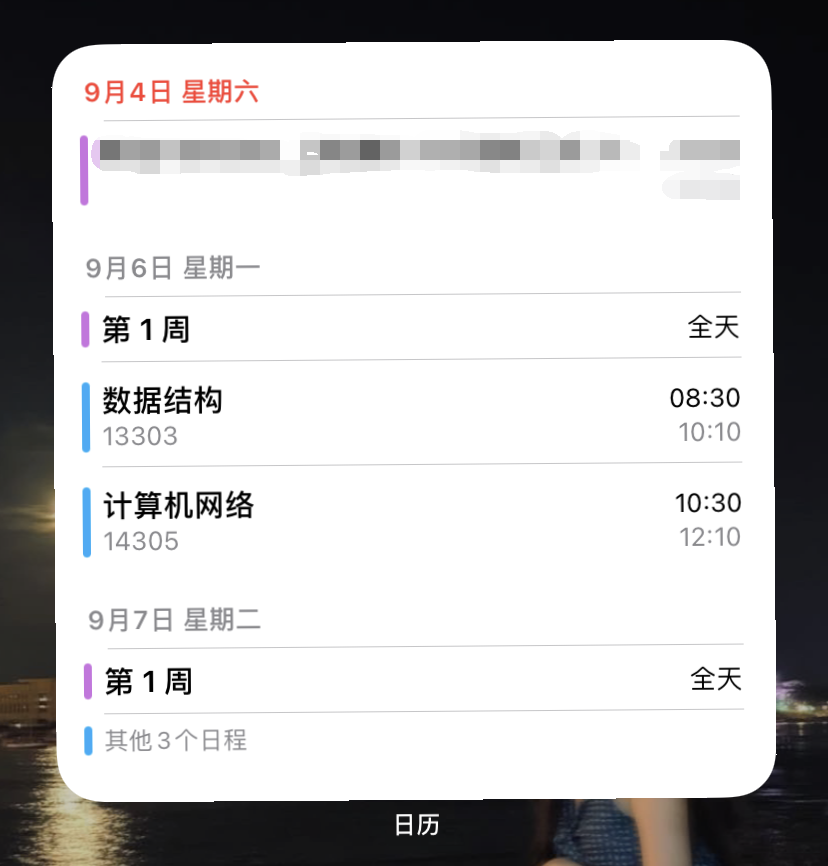 9月4日 星期六
9月6日 星期一
第 1 周 全天
数据结构 08:30
13303 10:10
计算机网络 10:30
14305 12:10
9月7日 星期二
第 1 周 全天
其他3个日程
日历